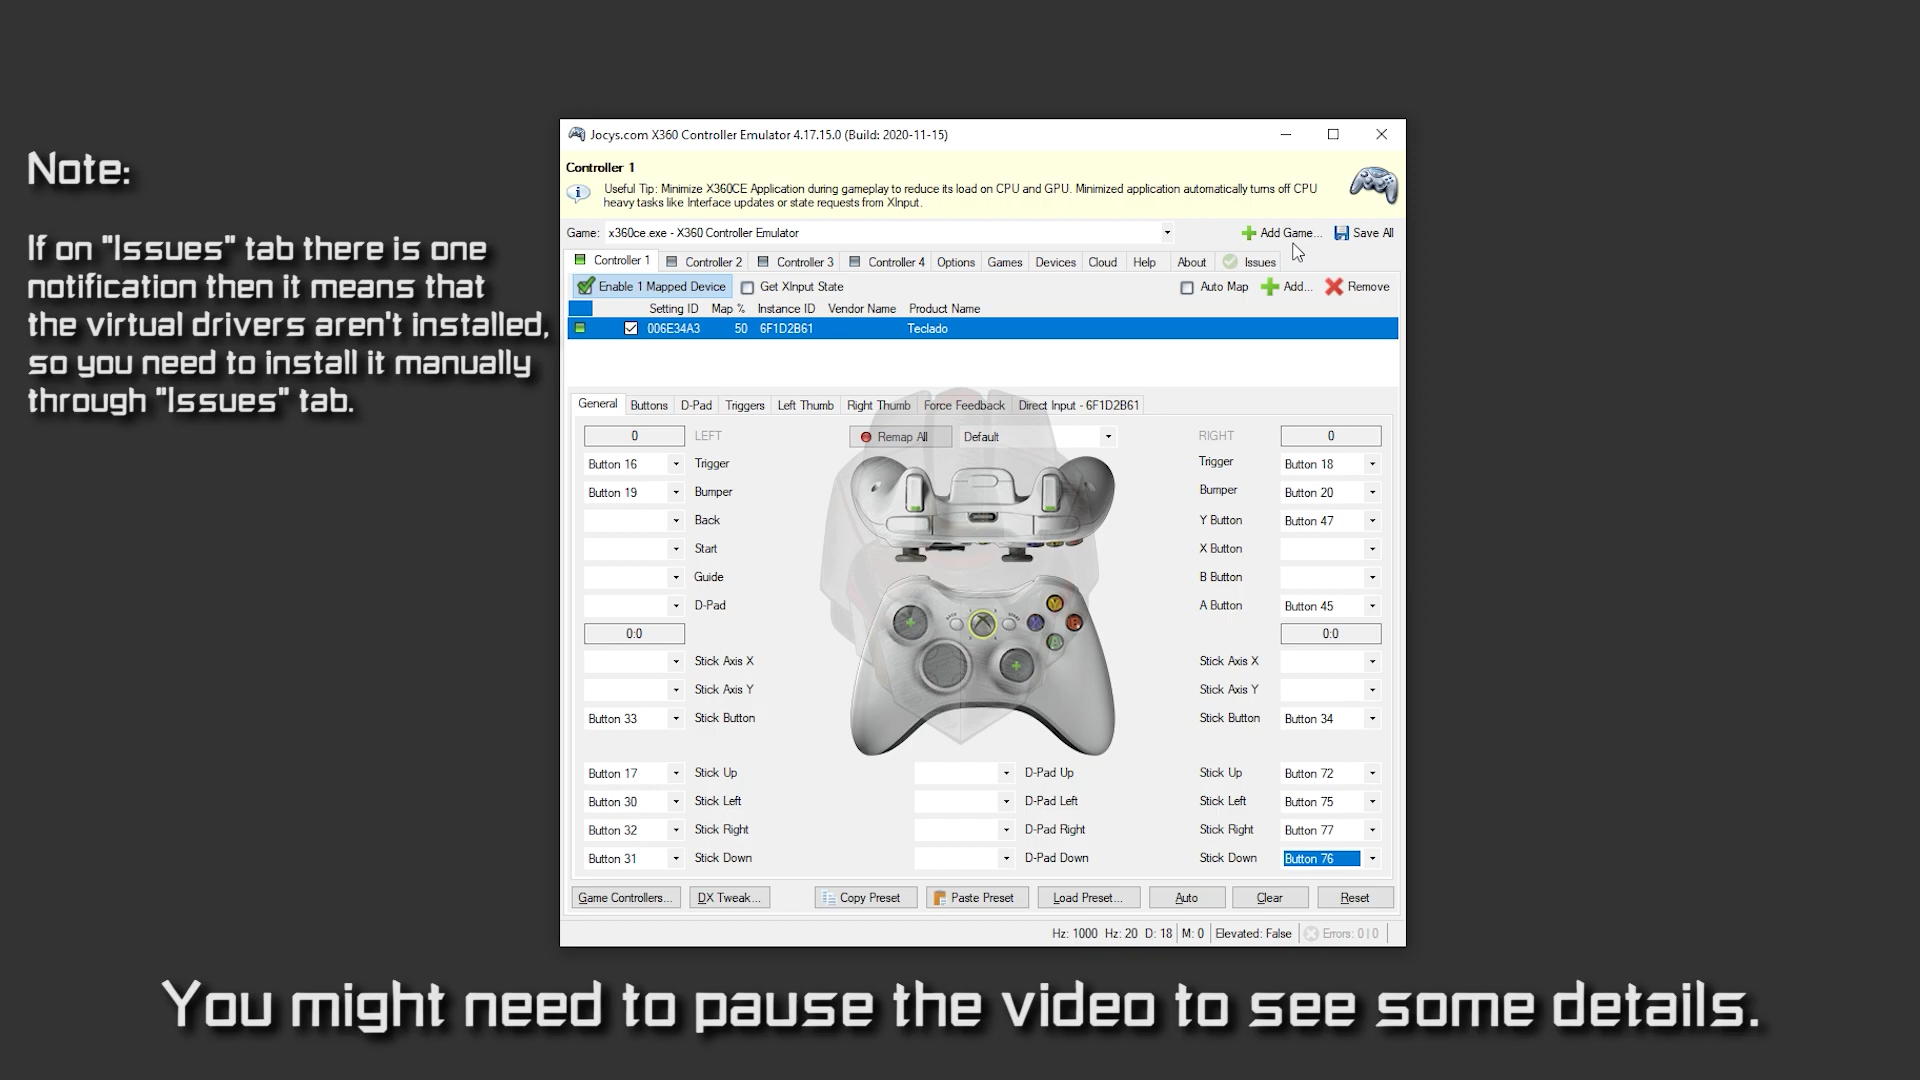 Note:
If on "Issues" tab there is one
notification then it means that
the virtual drivers aren't installed,
so you need to install it manually
through "Issues" tab.
Jocys.com X360 Controller Emulator 4.17.15.0 (Build: 2020-11-15)
Controller 1
Useful Tip: Minimize X360CE Application during gameplay to reduce its load on CPU and GPU. Minimized application automatically turns off CPU
heavy tasks like Interface updates or state requests from XInput.
Game: x360ce.exe - X360 Controller Emulator Add Game... Save All
Controller 1 Controller 2 Controller 3 Controller 4 Options Games Devices Cloud Help About Issues
Enable 1 Mapped Device Get XInput State Auto Map Add... Remove
Setting ID Map % Instance ID Vendor Name Product Name
006E34A3 50 6F1D2B61 Teclado
General Buttons D-Pad Triggers Left Thumb Right Thumb Force Feedback Direct Input - 6F1D2B61
0 LEFT Remap All Default RIGHT 0
Button 16 Trigger Trigger Button 18
Button 19 Bumper Bumper Button 20
Back Y Button Button 47
Start X Button
Guide B Button
D-Pad A Button Button 45
0:0 0:0
Stick Axis X Stick Axis X
Stick Axis Y Stick Axis Y
Button 33 Stick Button Stick Button Button 34
Button 17 Stick Up D-Pad Up Stick Up Button 72
Button 30 Stick Left D-Pad Left Stick Left Button 75
Button 32 Stick Right D-Pad Right Stick Right Button 77
Button 31 Stick Down D-Pad Down Stick Down Button 76
Game Controllers... DX Tweak... Copy Preset Paste Preset Load Preset... Auto Clear Reset
Hz: 1000 Hz: 20 D: 18 M: 0 Elevated: False Errors: 0 | 0
You might need to pause the video to see some details.